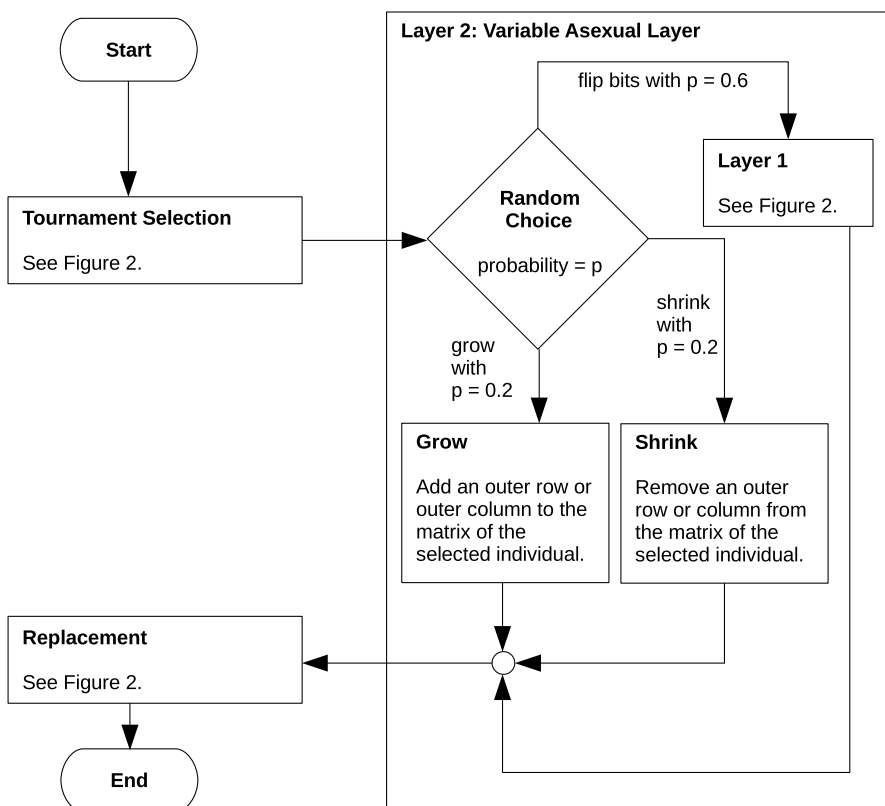 Start
Layer 2: Variable Asexual Layer
flip bits with p = 0.6
Layer 1
See Figure 2.
Random
Choice
probability = p
Tournament Selection
See Figure 2.
grow
with
p = 0.2
shrink
with
p = 0.2
Grow
Add an outer row or
outer column to the
matrix of the
selected individual.
Shrink
Remove an outer
row or column from
the matrix of the
selected individual.
Replacement
See Figure 2.
End